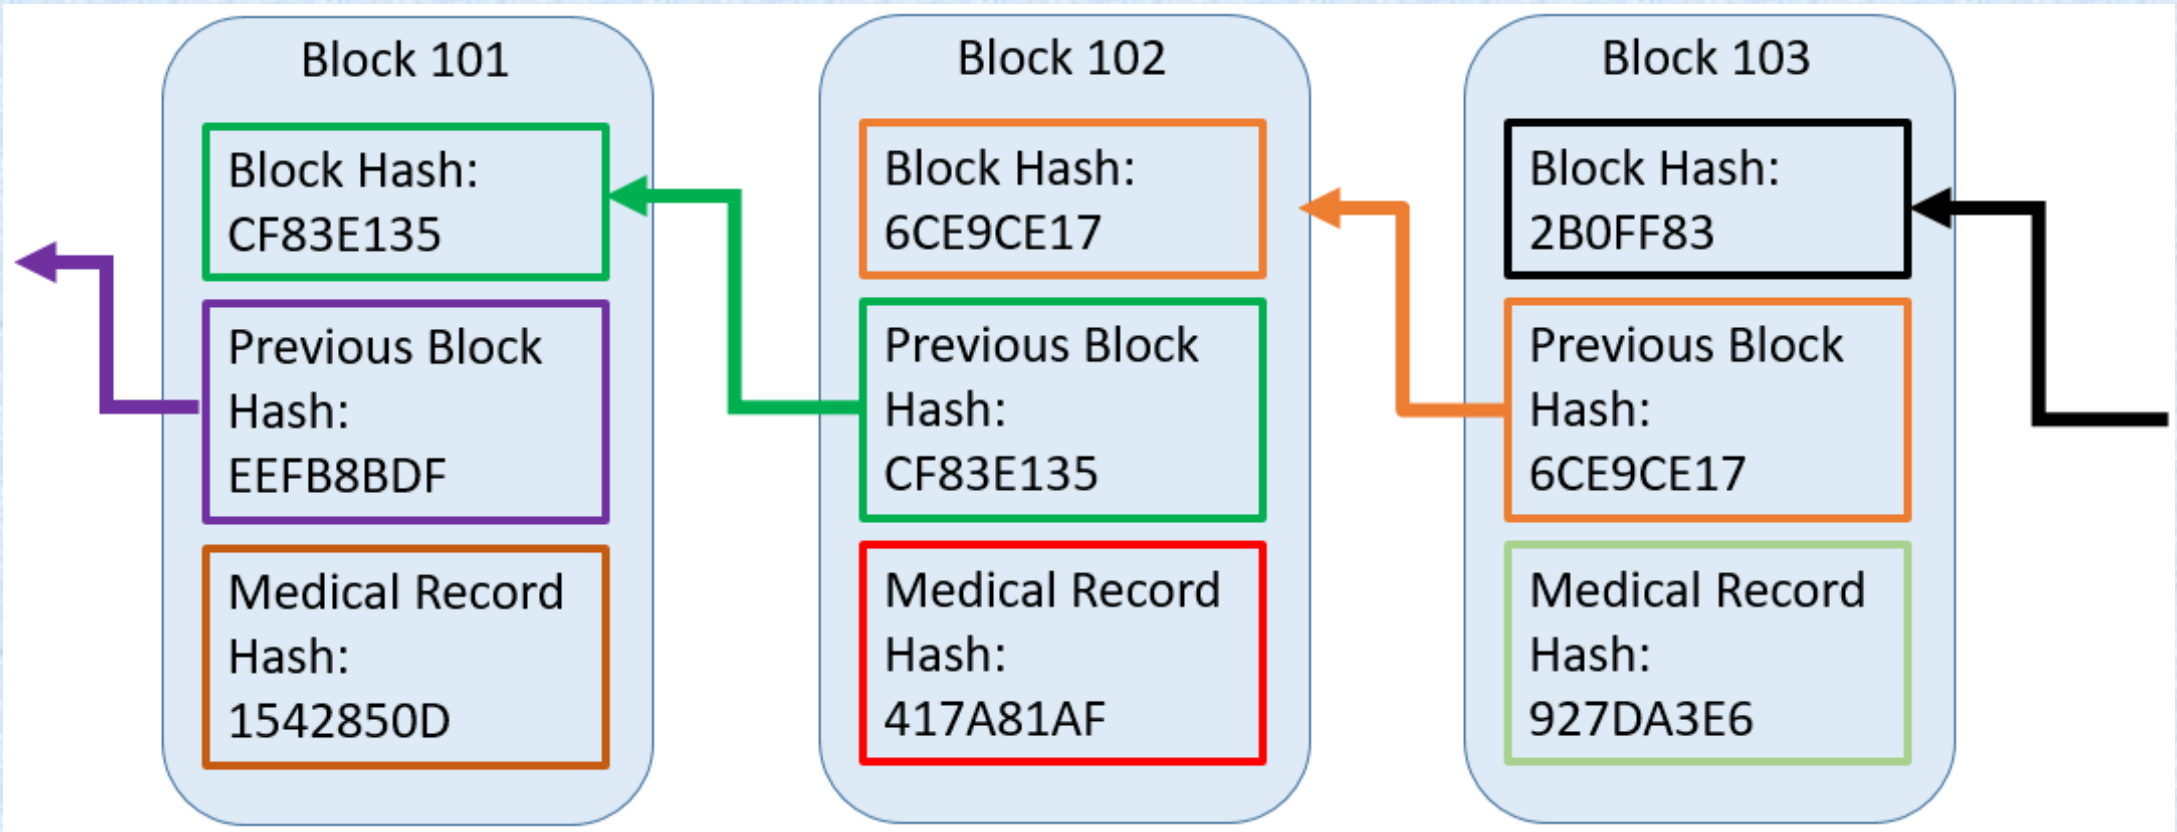 Block 101
Block Hash:
CF83E135
Previous Block
Hash:
EEFB8BDF
Medical Record
Hash:
1542850D
Block 102
Block Hash:
6CE9CE17
Previous Block
Hash:
CF83E135
Medical Record
Hash:
417A81AF
Block 103
Block Hash:
2B0FF83
Previous Block
Hash:
6CE9CE17
Medical Record
Hash:
927DA3E6